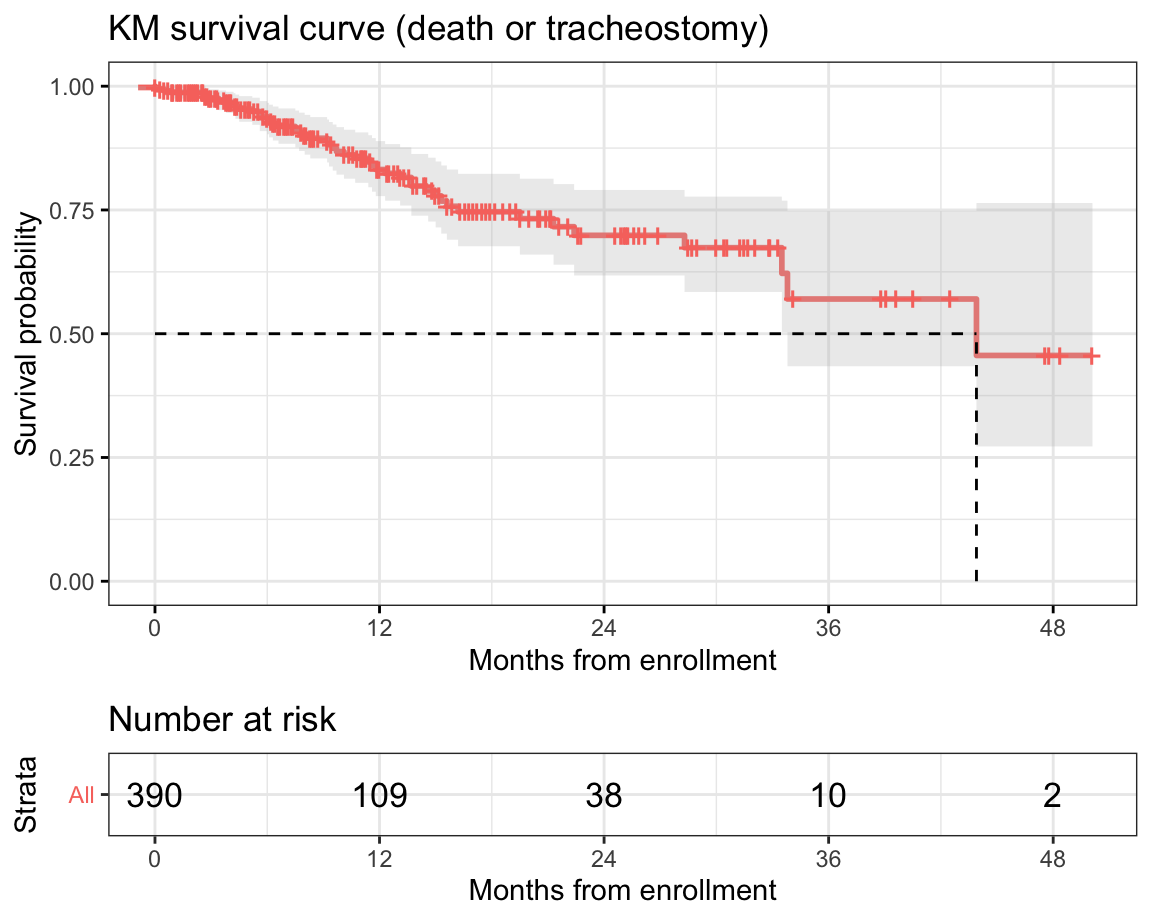 KM survival curve (death or tracheostomy)
Survival probability
1.00
0.75
0.50
0.25
0.00
0 12 24 36 48
Months from enrollment
Number at risk
Strata
All 390 109 38 10 2
0 12 24 36 48
Months from enrollment